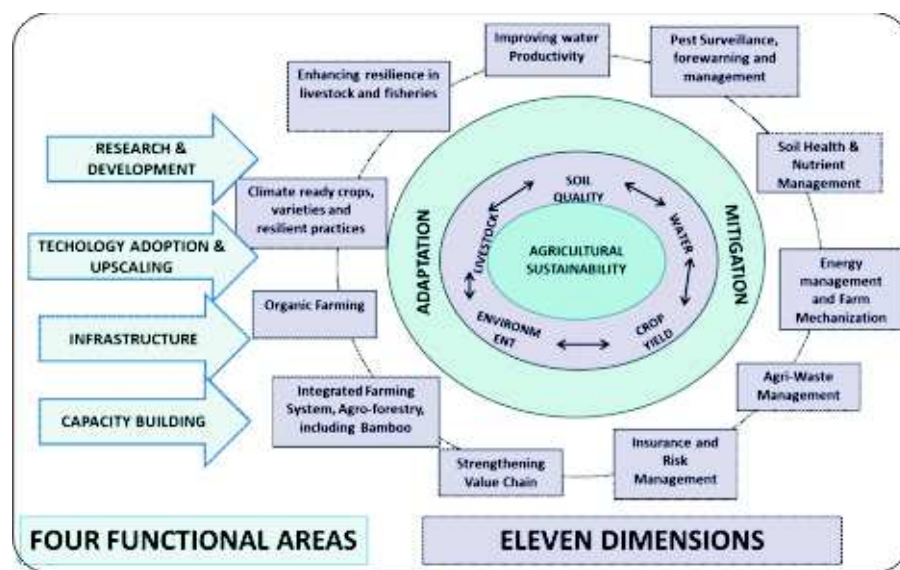 Improving water
Productivity
Pest Surveillance,
forewarning and
management
Enhancing resilience in
livestock and fisheries
RESEARCH &
DEVELOPMENT
Soil Health &
Nutrient
Management
Climate ready crops,
varieties and
resilient practices
TECHOLOGY ADOPTION &
UPSCALING
ADAPTATION
MITIGATION
SOIL
QUALITY
LIVESTOCK
WATER
AGRICULTURAL
SUSTAINABILITY
ENVIRONM
ENT
CROP
YIELD
Energy
management
and Farm
Mechanization
Organic Farming
INFRASTRUCTURE
Integrated Farming
System, Agro-forestry,
including Bamboo
Agri-Waste
Management
CAPACITY BUILDING
Strengthening
Value Chain
Insurance and
Risk
Management
FOUR FUNCTIONAL AREAS
ELEVEN DIMENSIONS